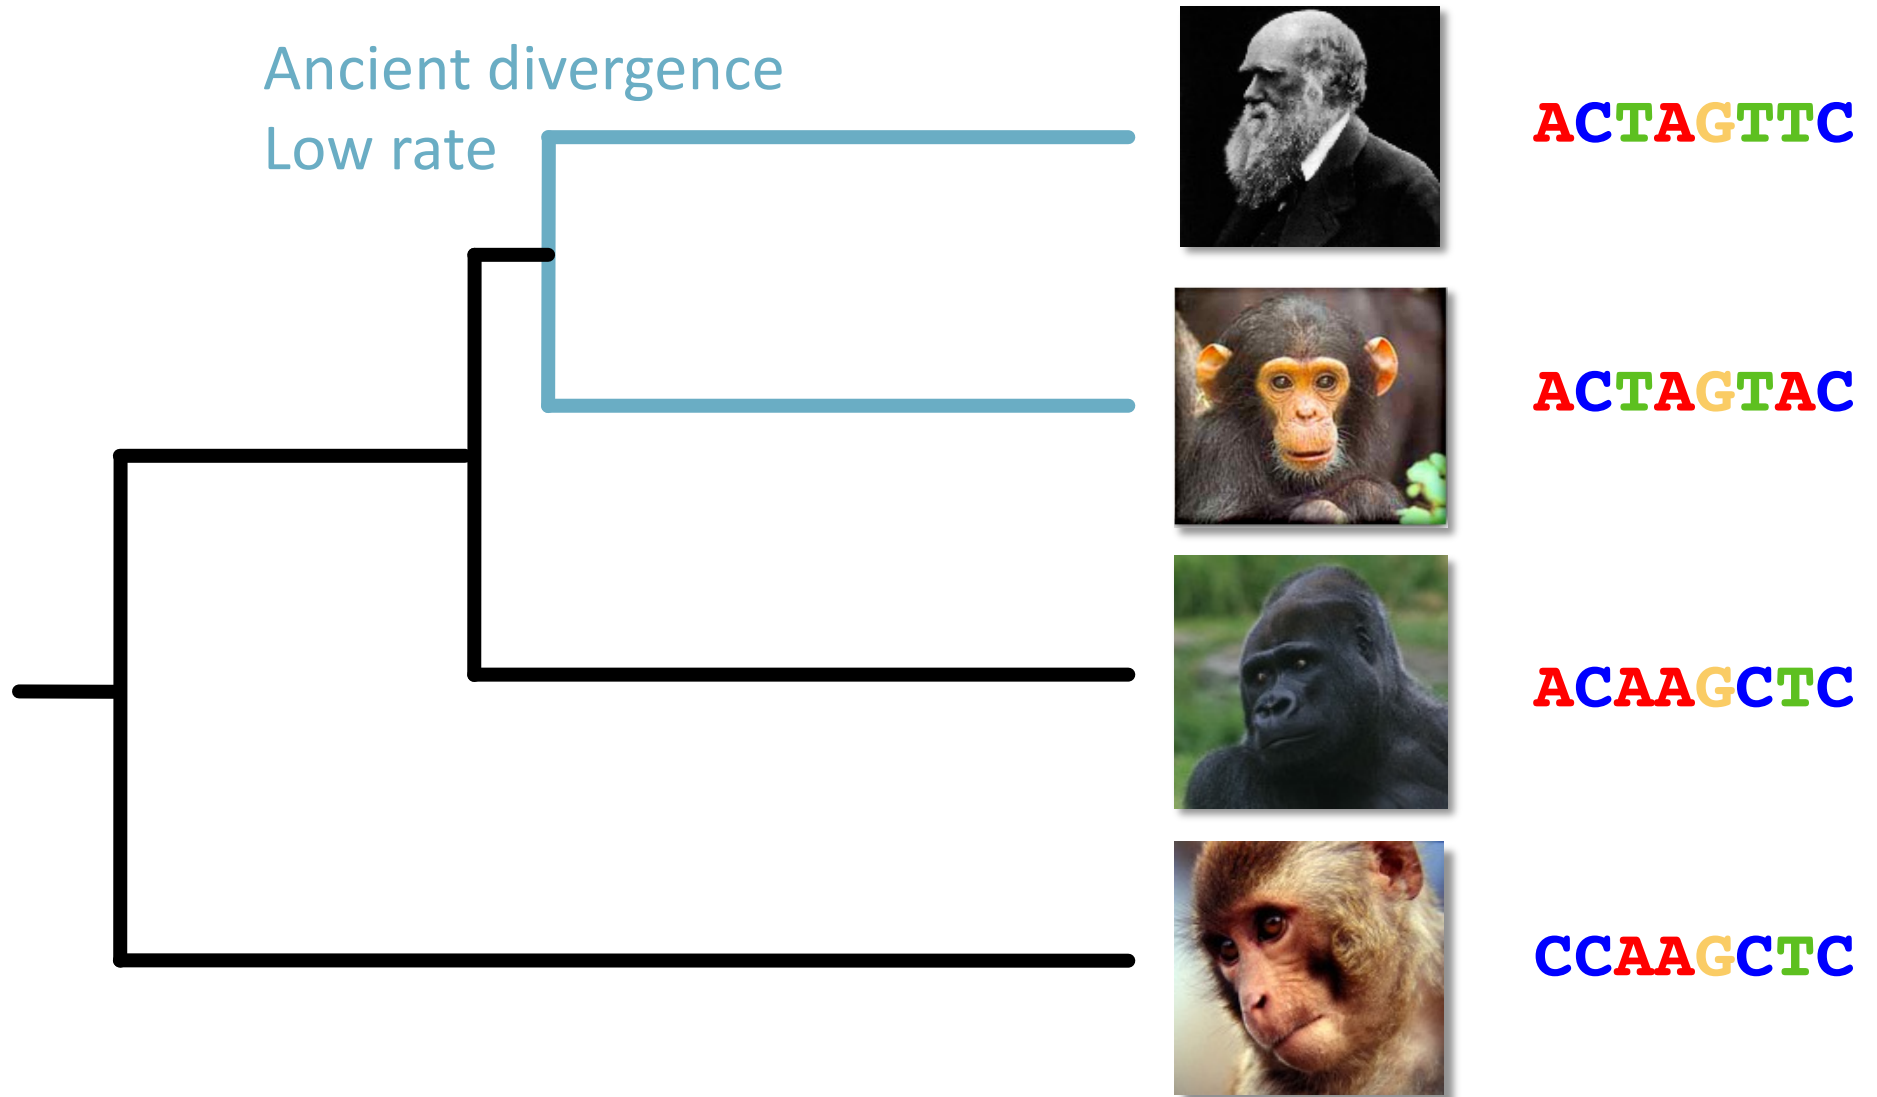 Ancient divergence
Low rate
ACTAGTTC
ACTAGTAC
ACAAGCTC
CCAAGCTC